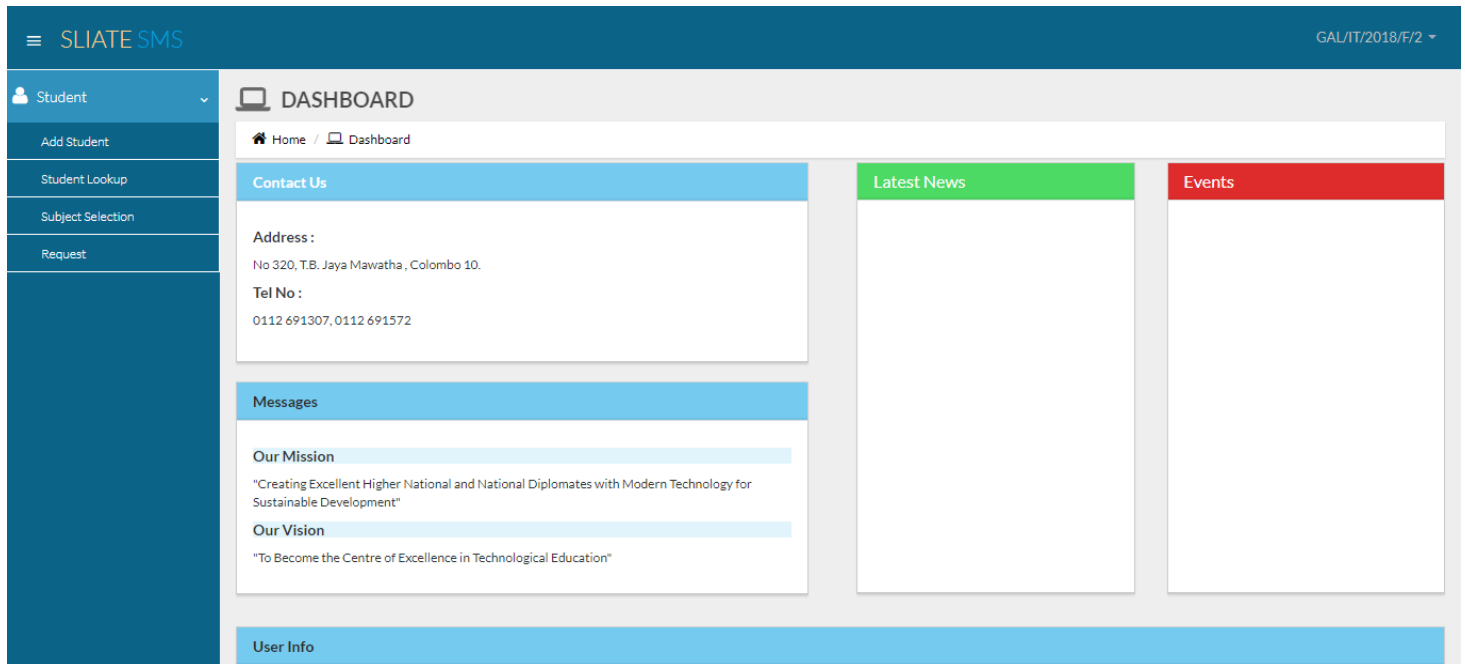 SLIATE SMS
GAL/IT/2018/F/2
Student
Add Student
Student Lookup
Subject Selection
Request
DASHBOARD
Home / Dashboard
Contact Us
Address :
No 320, T.B. Jaya Mawatha , Colombo 10.
Tel No :
0112 691307, 0112 691572
Messages
Our Mission
"Creating Excellent Higher National and National Diplomates with Modern Technology for
Sustainable Development"
Our Vision
"To Become the Centre of Excellence in Technological Education"
Latest News
Events
User Info